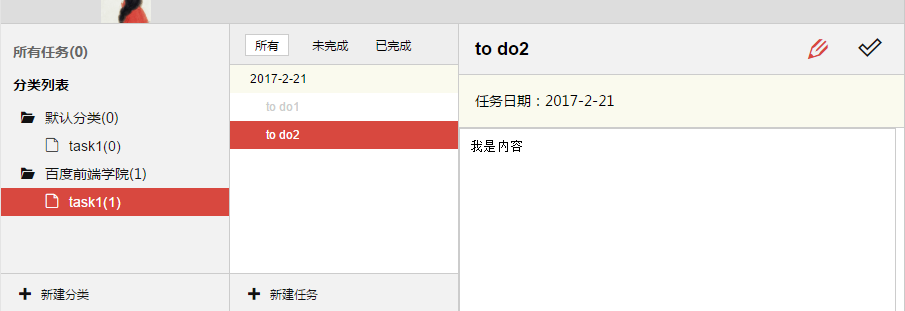 所有任务(0)
分类列表
默认分类(0)
task1(0)
百度前端学院(1)
task1(1)
新建分类
所有 未完成 已完成
2017-2-21
to do1
to do2
新建任务
to do2
任务日期：2017-2-21
我是内容